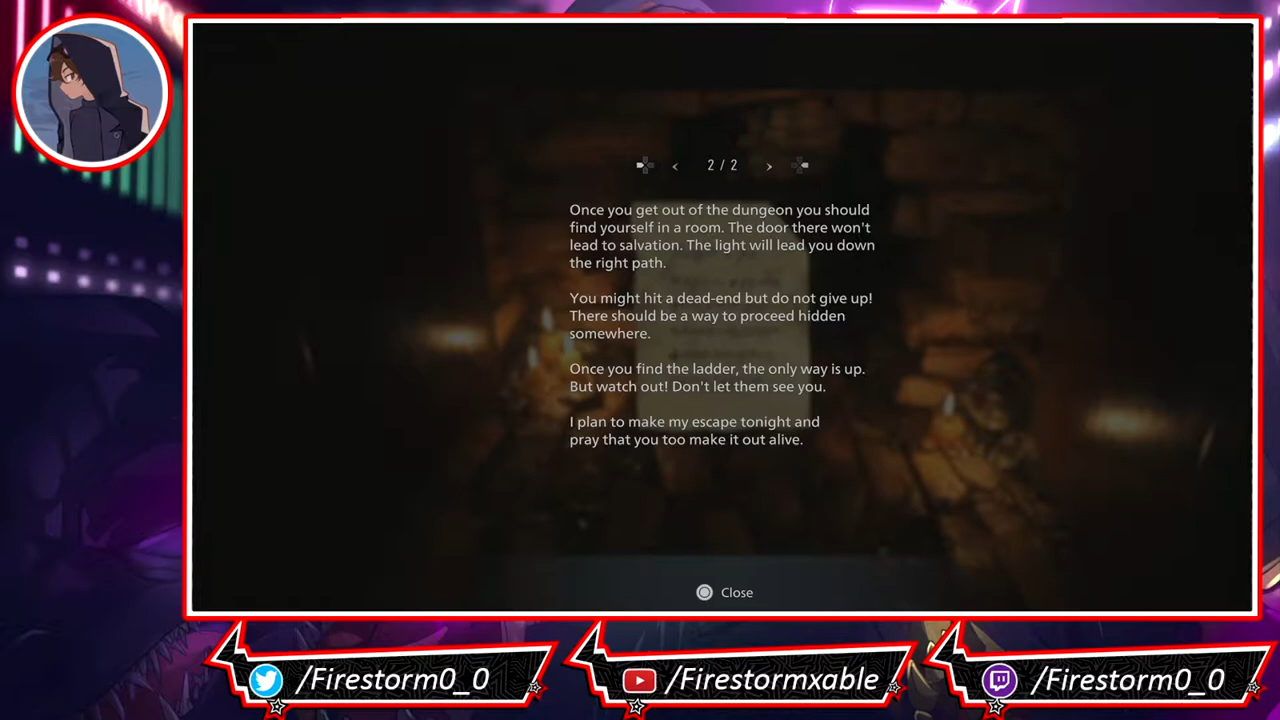 2 / 2
Once you get out of the dungeon you should
find yourself in a room. The door there won't
lead to salvation. The light will lead you down
the right path.
You might hit a dead-end but do not give up!
There should be a way to proceed hidden
somewhere.
Once you find the ladder, the only way is up.
But watch out! Don't let them see you.
I plan to make my escape tonight and
pray that you too make it out alive.
Close
/Firestorm0_0
/Firestormxable
/Firestorm0_0